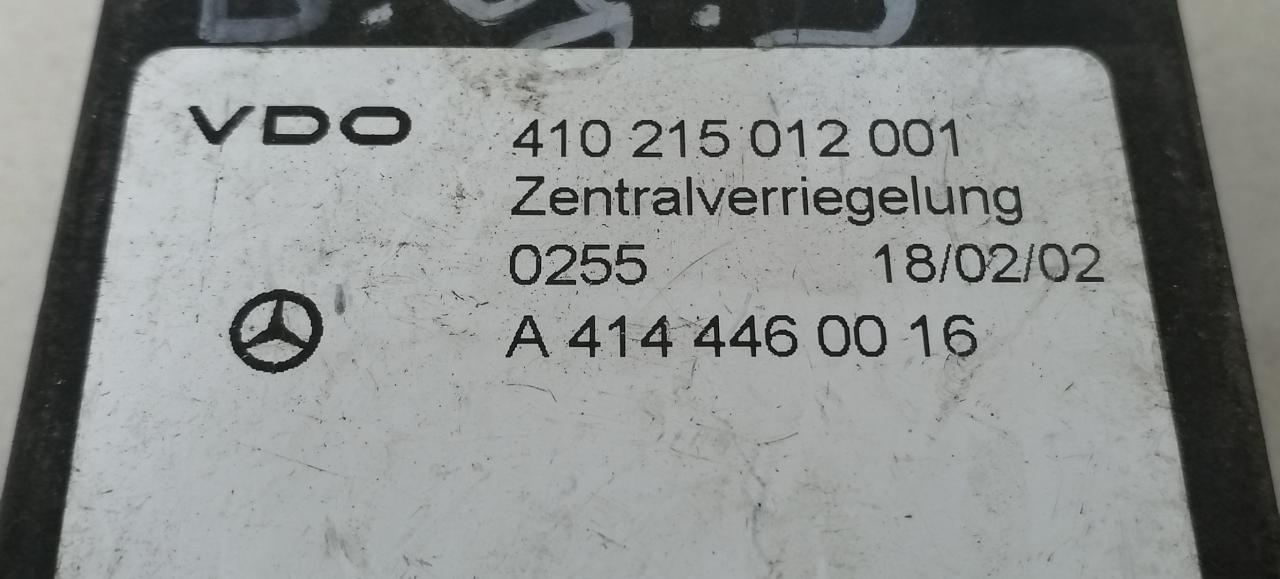 VDO
410 215 012 001
Zentralverriegelung
0255 18/02/02
A 414 446 00 16